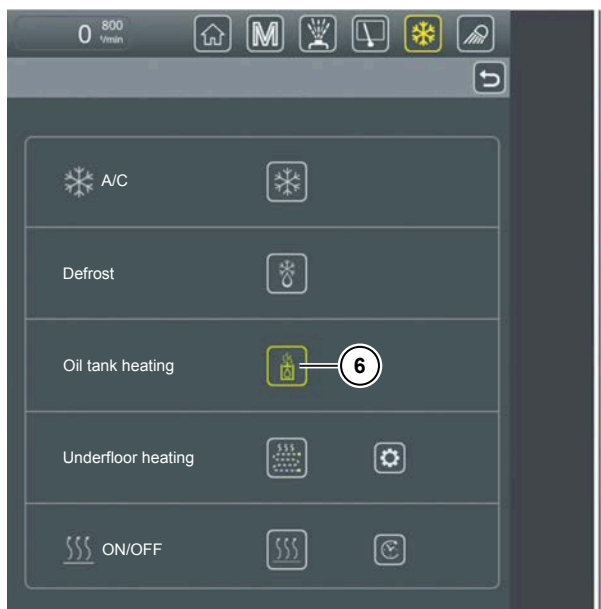 0 800
1/min
M
A/C
Defrost
Oil tank heating
6
Underfloor heating
ON/OFF